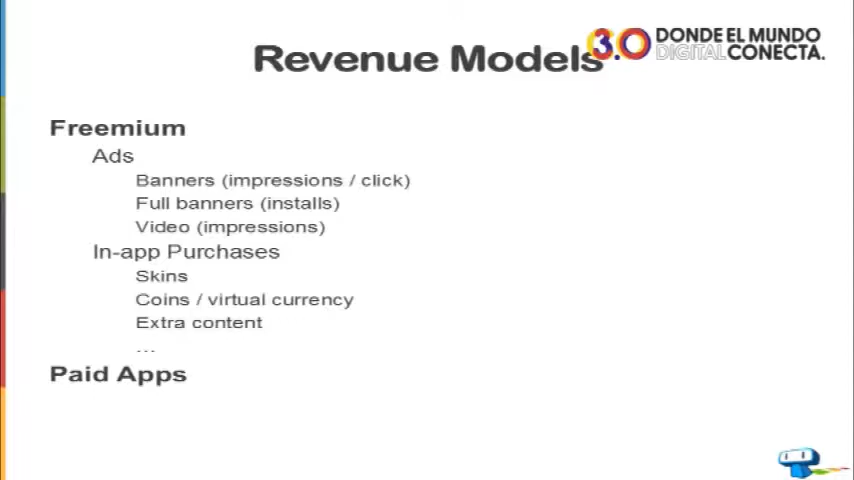 Revenue Models
3.0 DONDE EL MUNDO
DIGITAL CONECTA.
Freemium
Ads
Banners (impressions / click)
Full banners (installs)
Video (impressions)
In-app Purchases
Skins
Coins / virtual currency
Extra content
...
Paid Apps